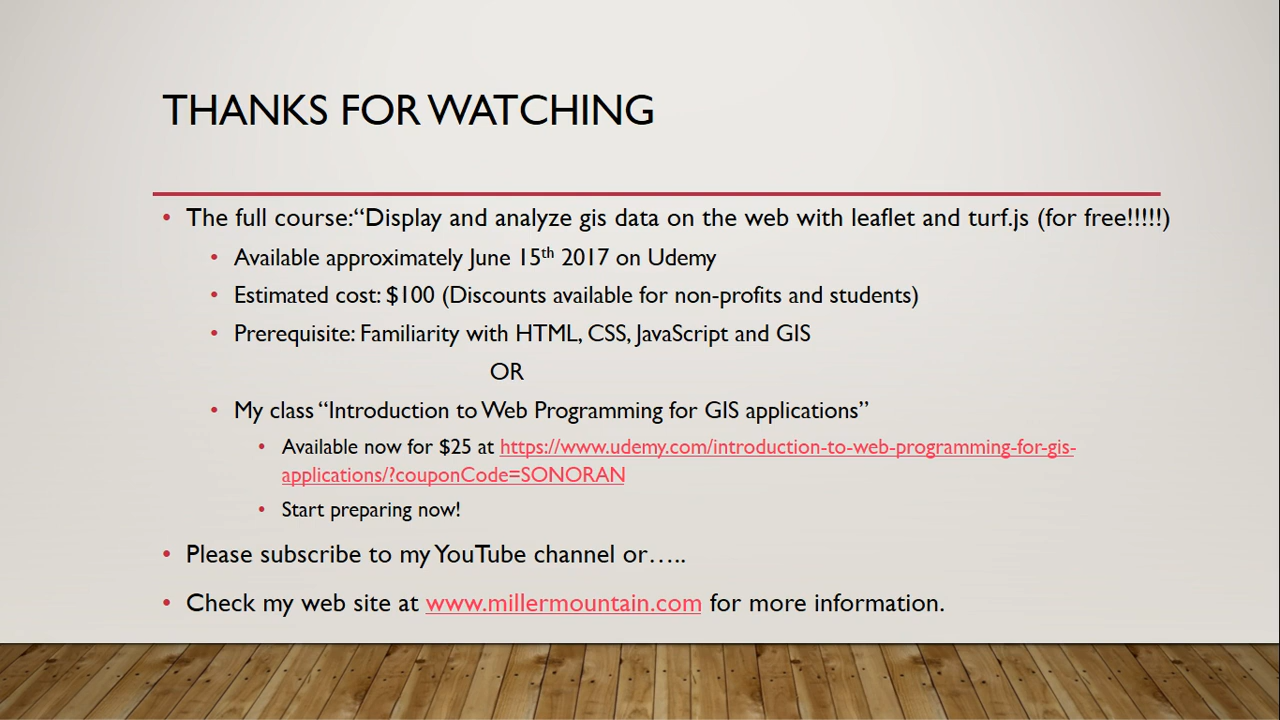 THANKS FOR WATCHING
• The full course:“Display and analyze gis data on the web with leaflet and turf.js (for free!!!!!)
• Available approximately June 15th 2017 on Udemy
• Estimated cost: $100 (Discounts available for non-profits and students)
• Prerequisite: Familiarity with HTML, CSS, JavaScript and GIS
OR
• My class “Introduction to Web Programming for GIS applications”
• Available now for $25 at https://www.udemy.com/introduction-to-web-programming-for-gis-
applications/?couponCode=SONORAN
• Start preparing now!
• Please subscribe to my YouTube channel or…..
• Check my web site at www.millermountain.com for more information.